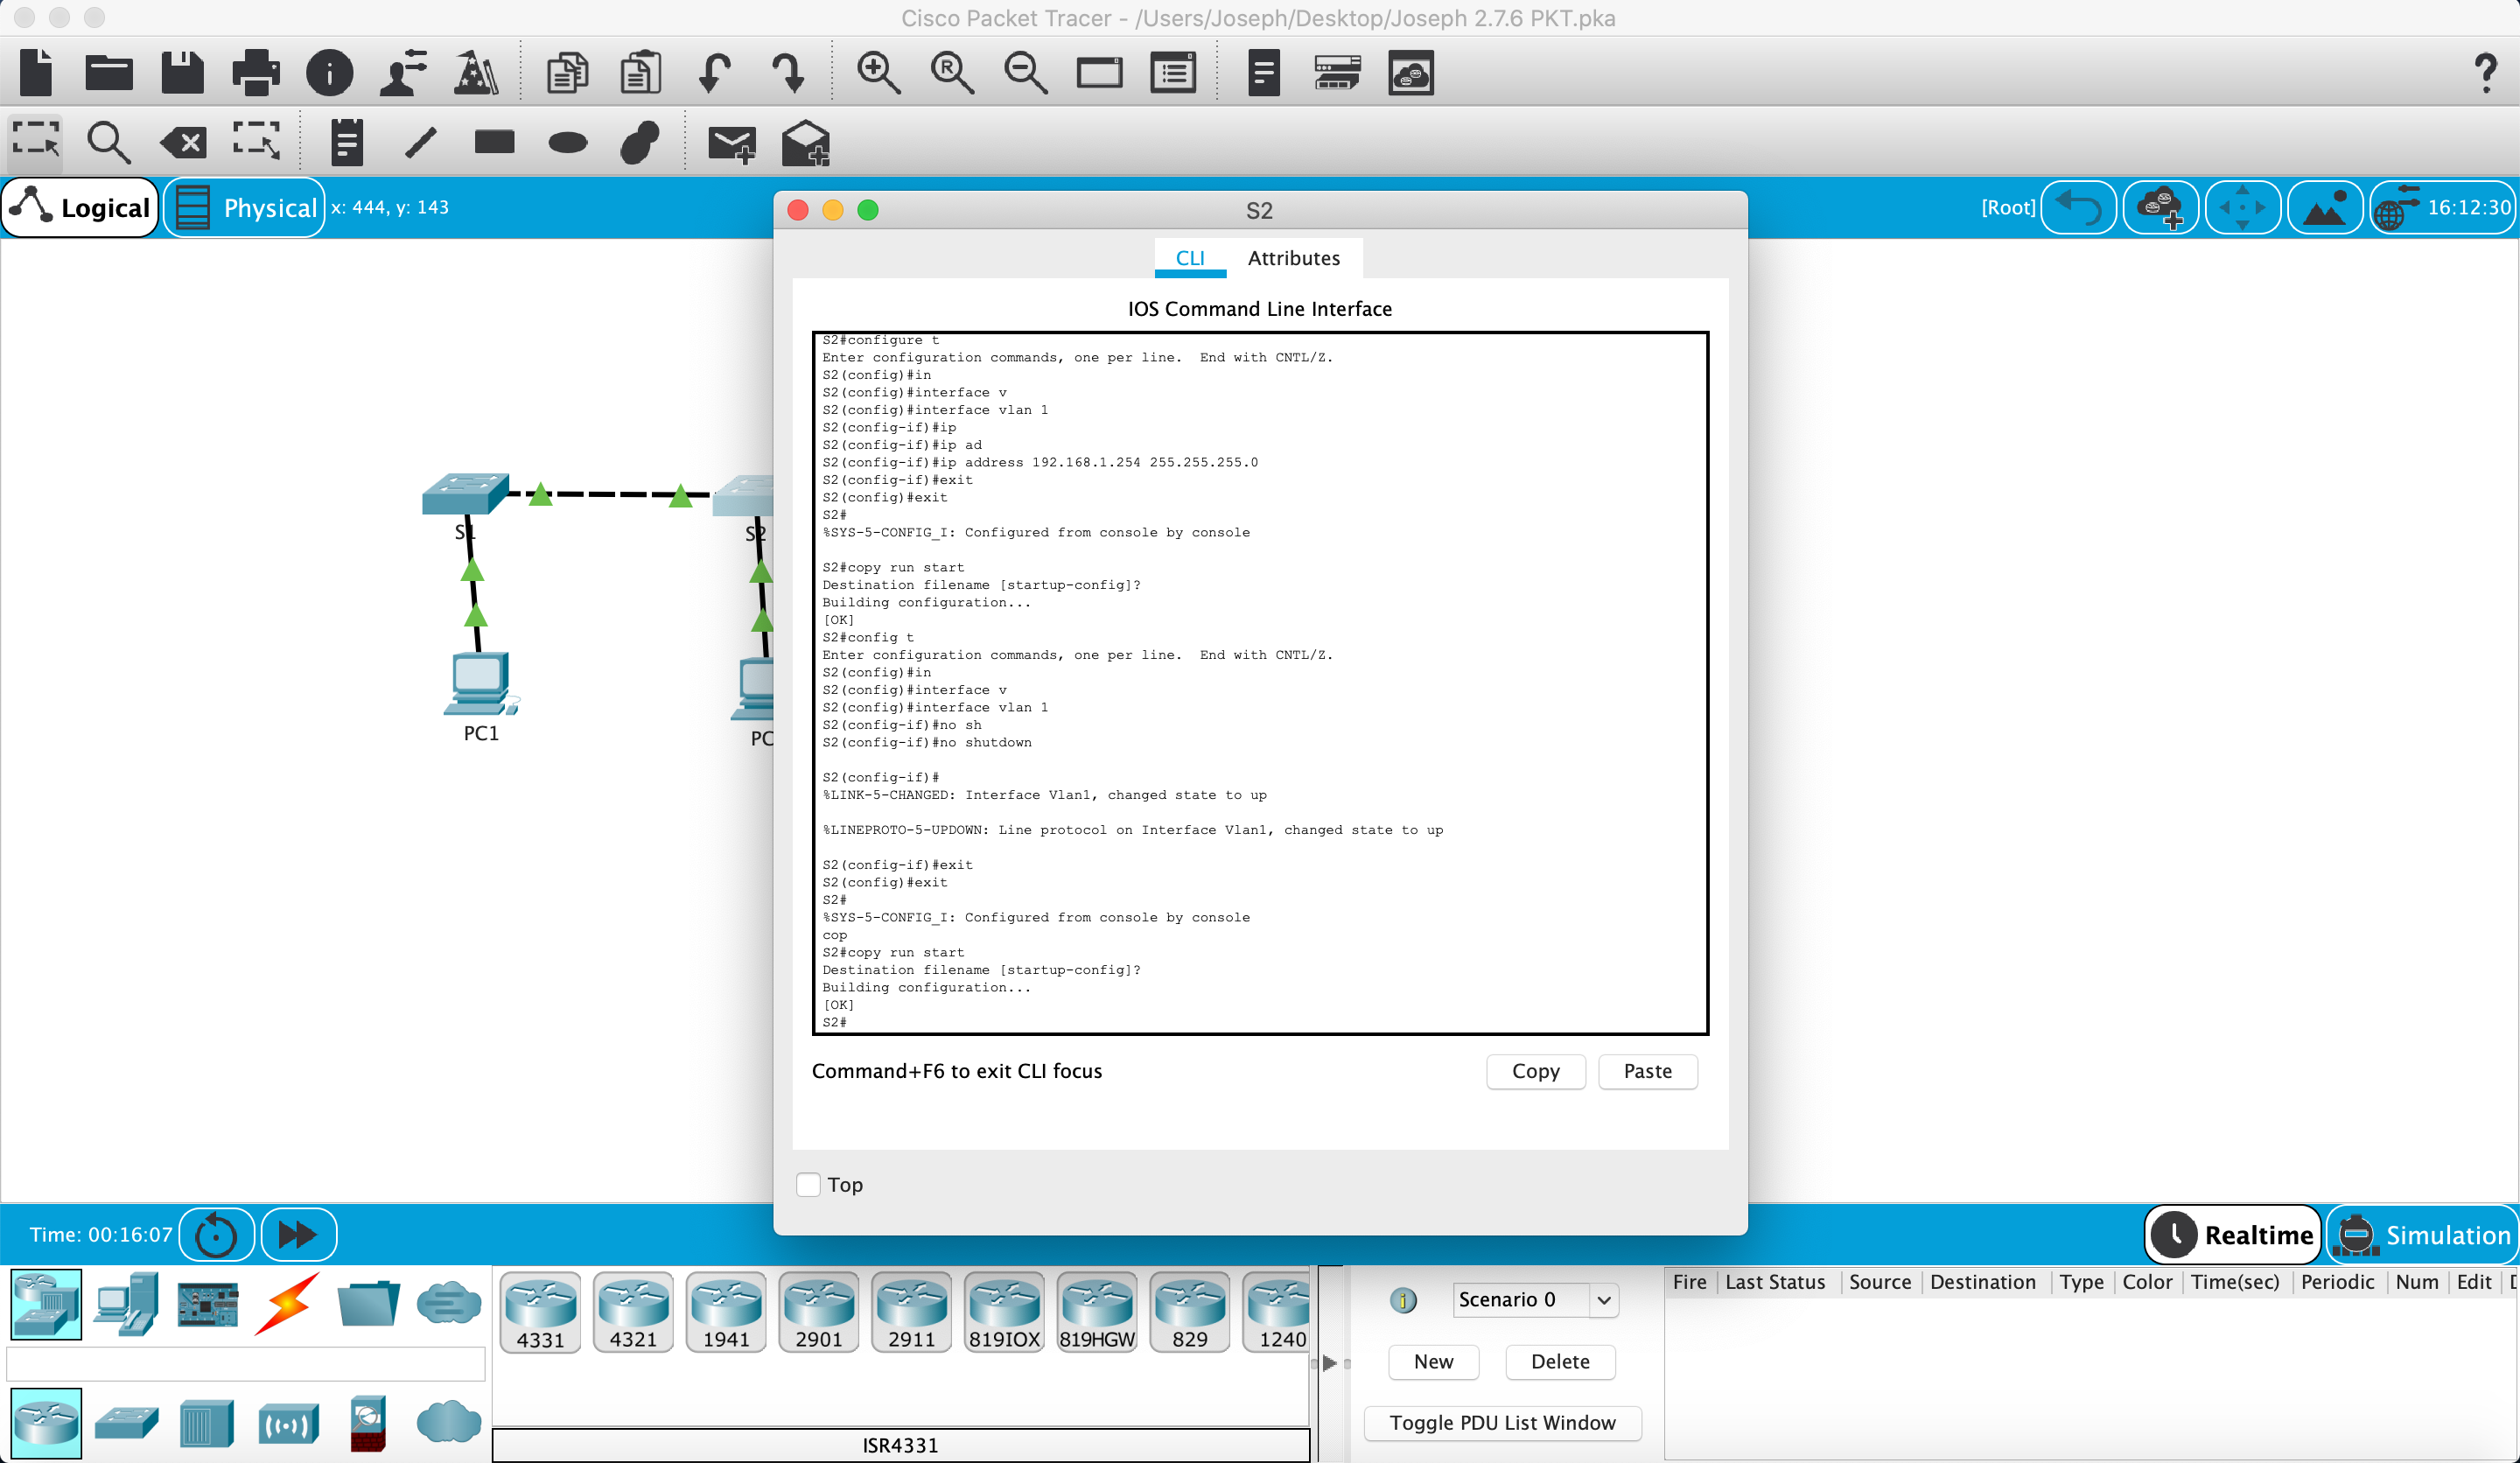 Cisco Packet Tracer - /Users/Joseph/Desktop/Joseph 2.7.6 PKT.pka
Logical
Physical
x: 444, y: 143
[Root]
16:12:30
S2
CLI
Attributes
IOS Command Line Interface
S2#configure t
Enter configuration commands, one per line.  End with CNTL/Z.
S2(config)#in
S2(config)#interface v
S2(config)#interface vlan 1
S2(config-if)#ip
S2(config-if)#ip ad
S2(config-if)#ip address 192.168.1.254 255.255.255.0
S2(config-if)#exit
S2(config)#exit
S2#
%SYS-5-CONFIG_I: Configured from console by console
S2#copy run start
Destination filename [startup-config]?
Building configuration...
[OK]
S2#config t
Enter configuration commands, one per line.  End with CNTL/Z.
S2(config)#in
S2(config)#interface v
S2(config)#interface vlan 1
S2(config-if)#no sh
S2(config-if)#no shutdown
S2(config-if)#
%LINK-5-CHANGED: Interface Vlan1, changed state to up
%LINEPROTO-5-UPDOWN: Line protocol on Interface Vlan1, changed state to up
S2(config-if)#exit
S2(config)#exit
S2#
%SYS-5-CONFIG_I: Configured from console by console
cop
S2#copy run start
Destination filename [startup-config]?
Building configuration...
[OK]
S2#
Command+F6 to exit CLI focus
Copy
Paste
Top
S1
S2
PC1
PC
Time: 00:16:07
Realtime
Simulation
4331
4321
1941
2901
2911
819IOX
819HGW
829
1240
ISR4331
Scenario 0
New
Delete
Toggle PDU List Window
Fire
Last Status
Source
Destination
Type
Color
Time(sec)
Periodic
Num
Edit